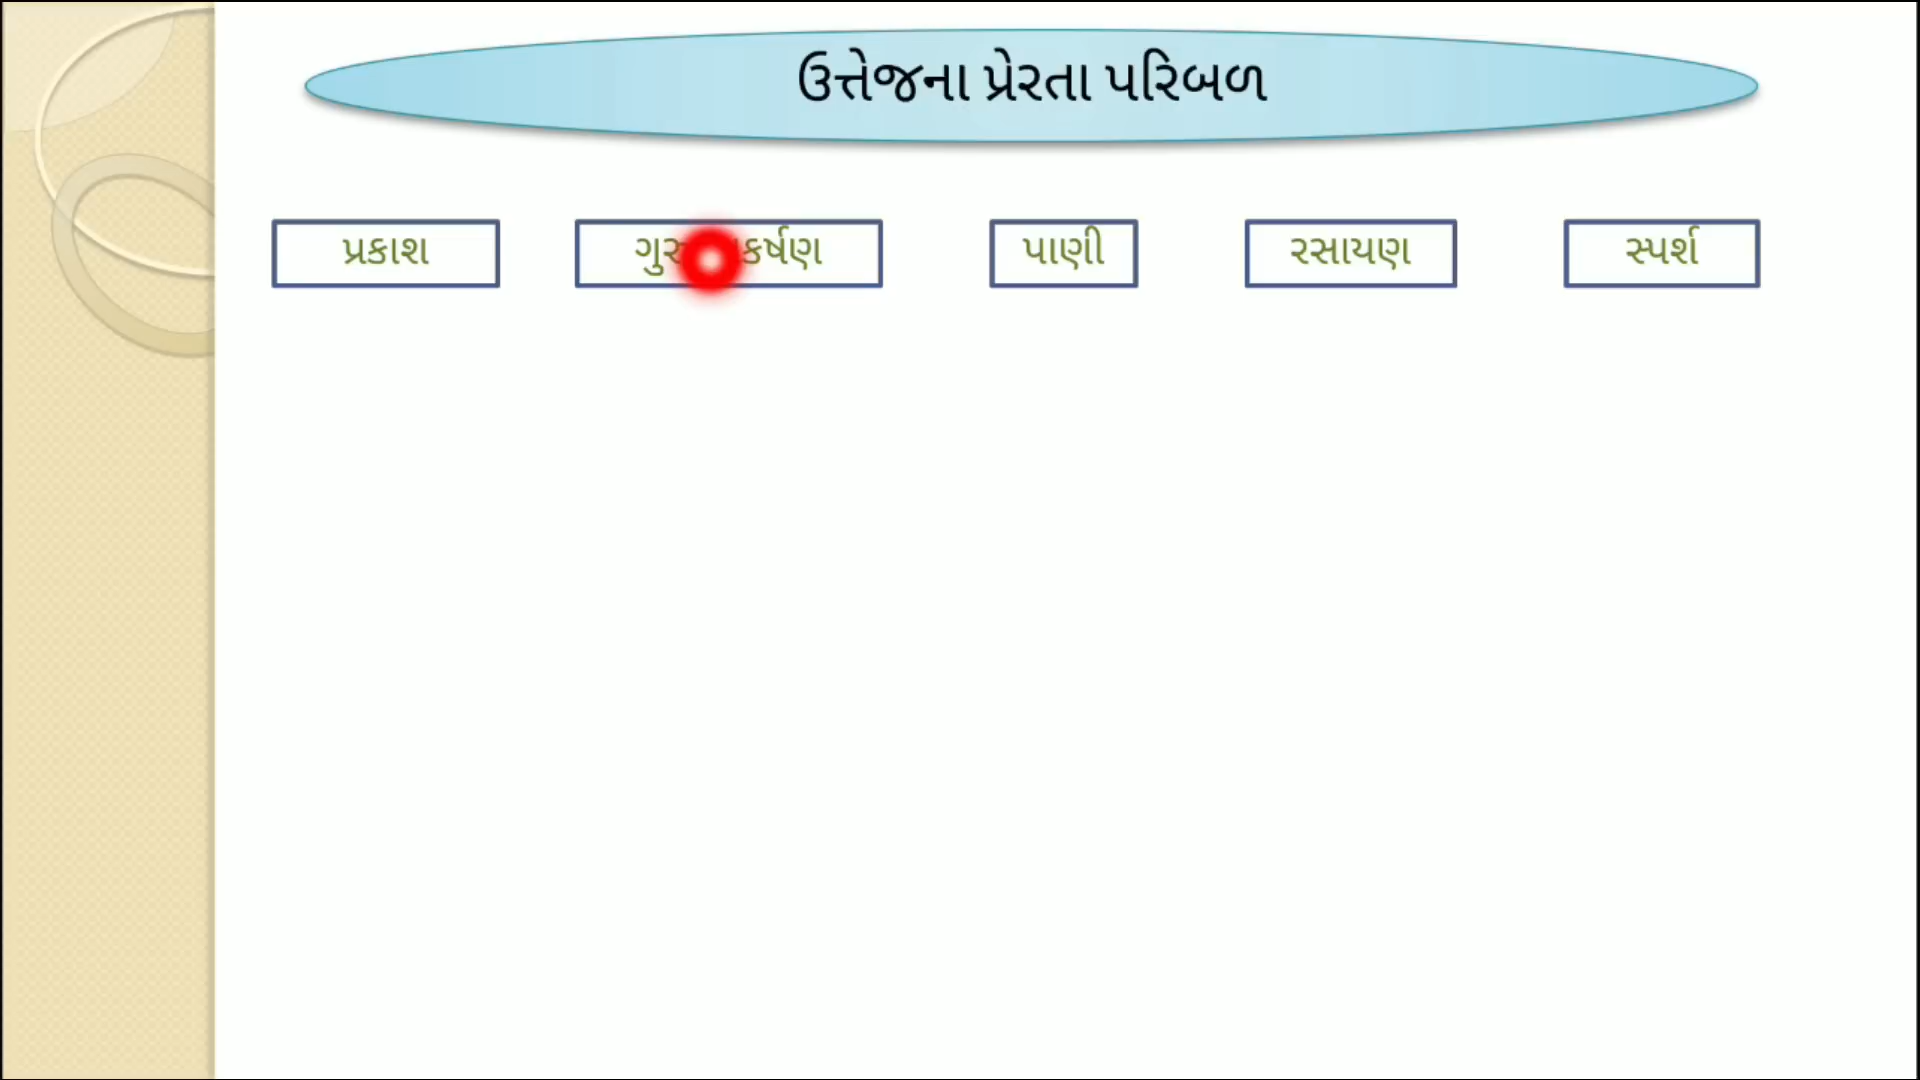 ઉત્તેજના પ્રેરતા પરિબળ
પ્રકાશ પાણી રસાયણ સ્પર્શ